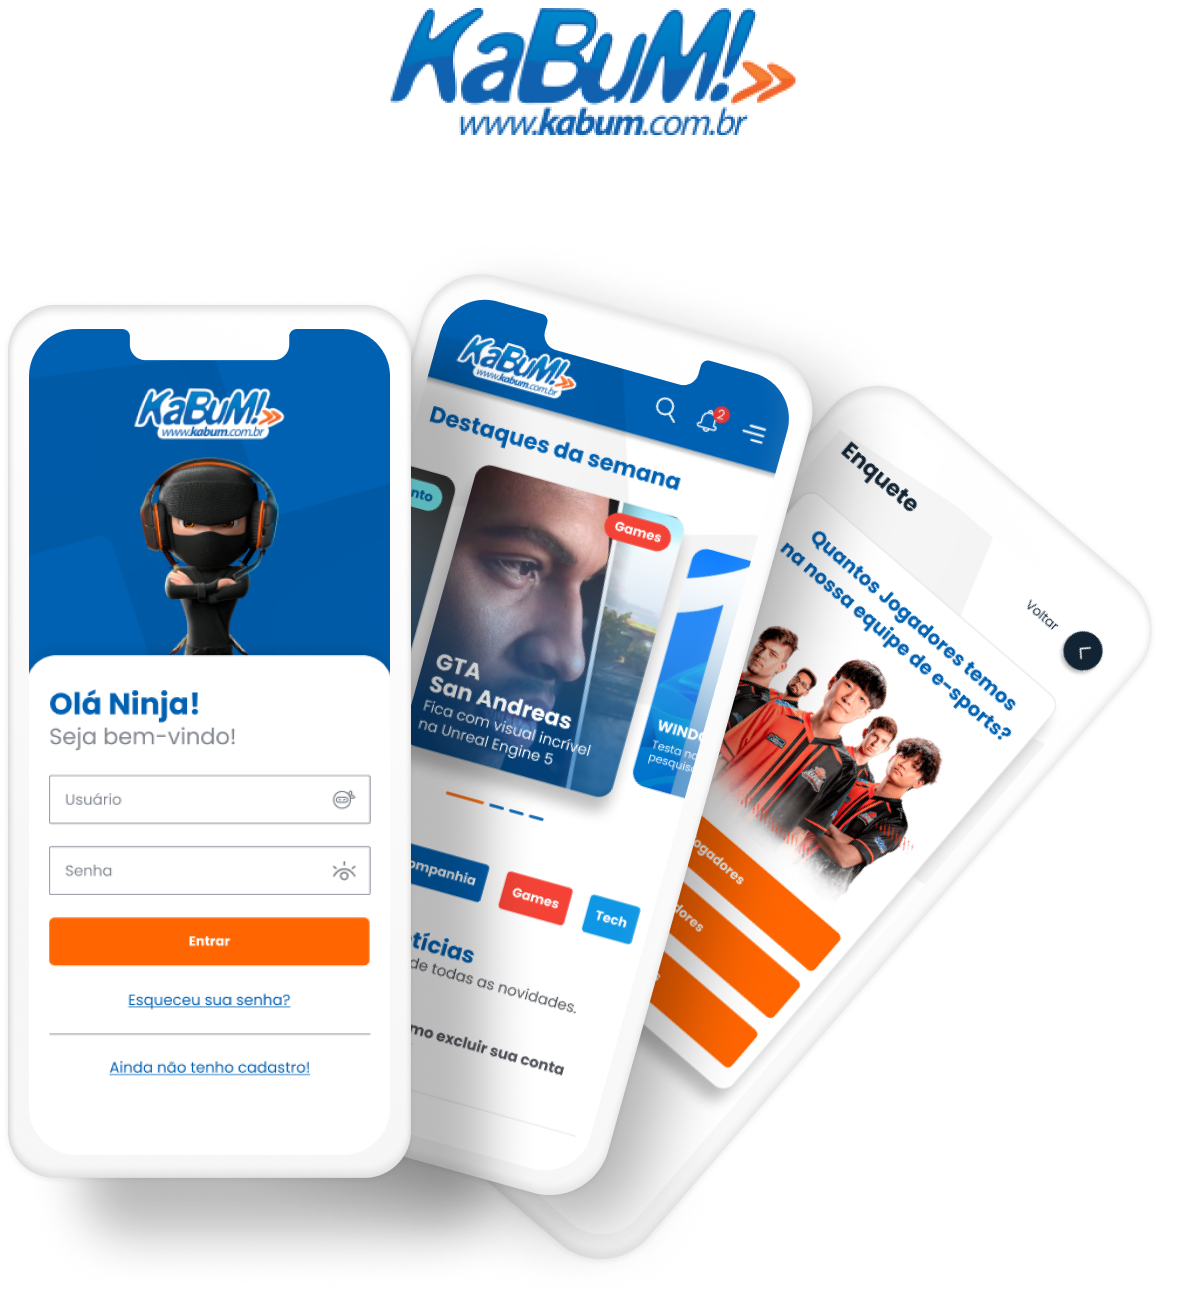 KaBuM!
www.kabum.com.br
KaBuM!
www.kabum.com.br
Olá Ninja!
Seja bem-vindo!
Usuário
Senha
Entrar
Esqueceu sua senha?
Ainda não tenho cadastro!
KaBuM!
www.kabum.com.br
2
Destaques da semana
nto
Games
GTA
San Andreas
Fica com visual incrível
na Unreal Engine 5
WIND
Testa
pesquis
ompanhia
Games
Tech
tícias
de todas as novidades.
mo excluir sua conta
Enquete
Voltar
Quantos Jogadores temos
na nossa equipe de e-sports?
ogadores
dores